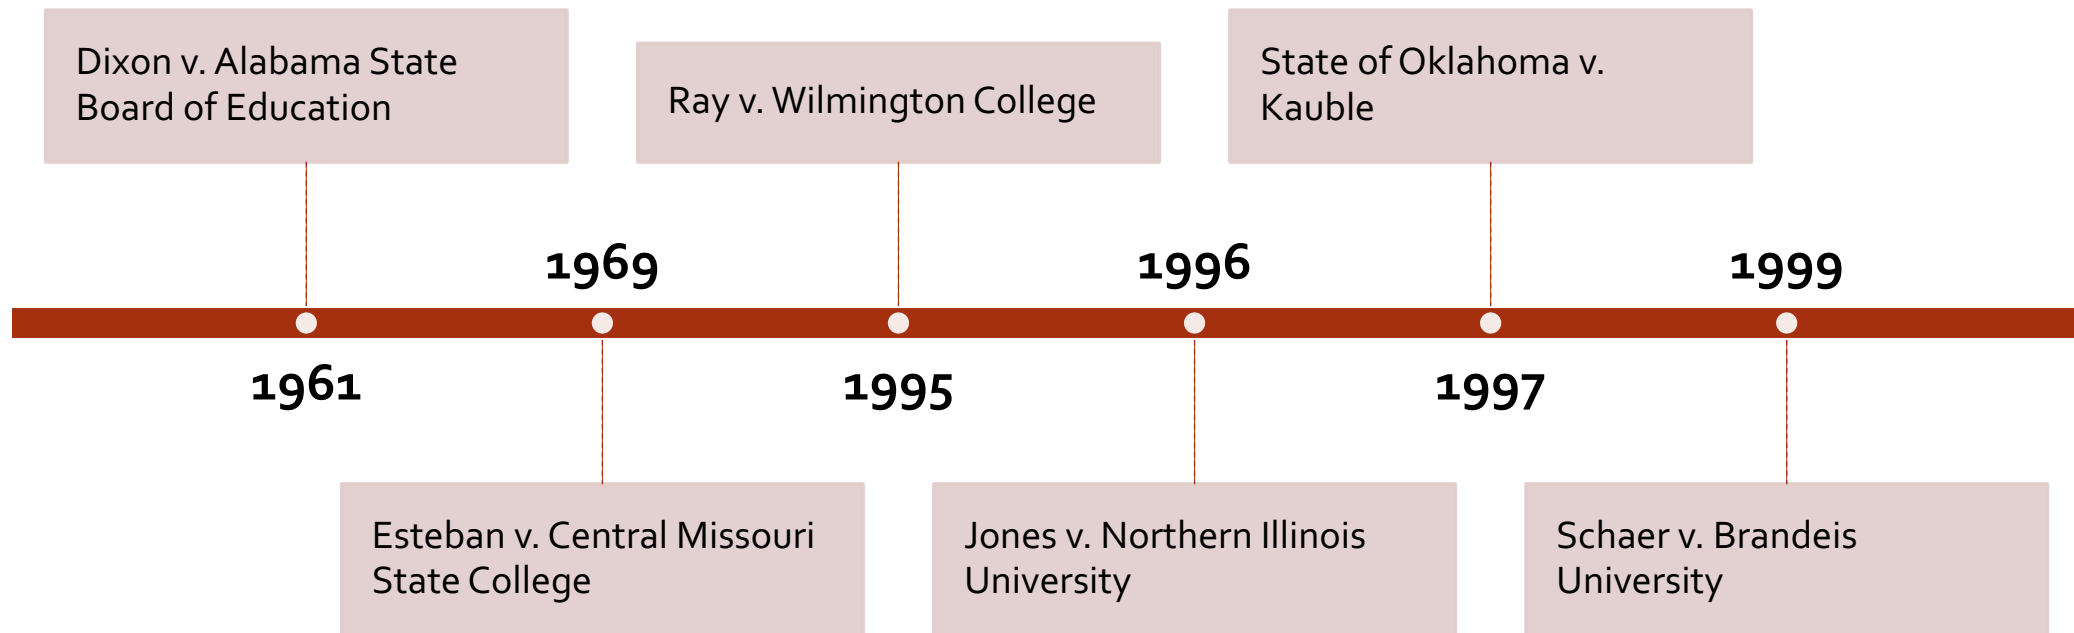 Dixon v. Alabama State
Board of Education
Ray v. Wilmington College
State of Oklahoma v.
Kauble
1969
1996
1999
1961
1995
1997
Esteban v. Central Missouri
State College
Jones v. Northern Illinois
University
Schaer v. Brandeis
University